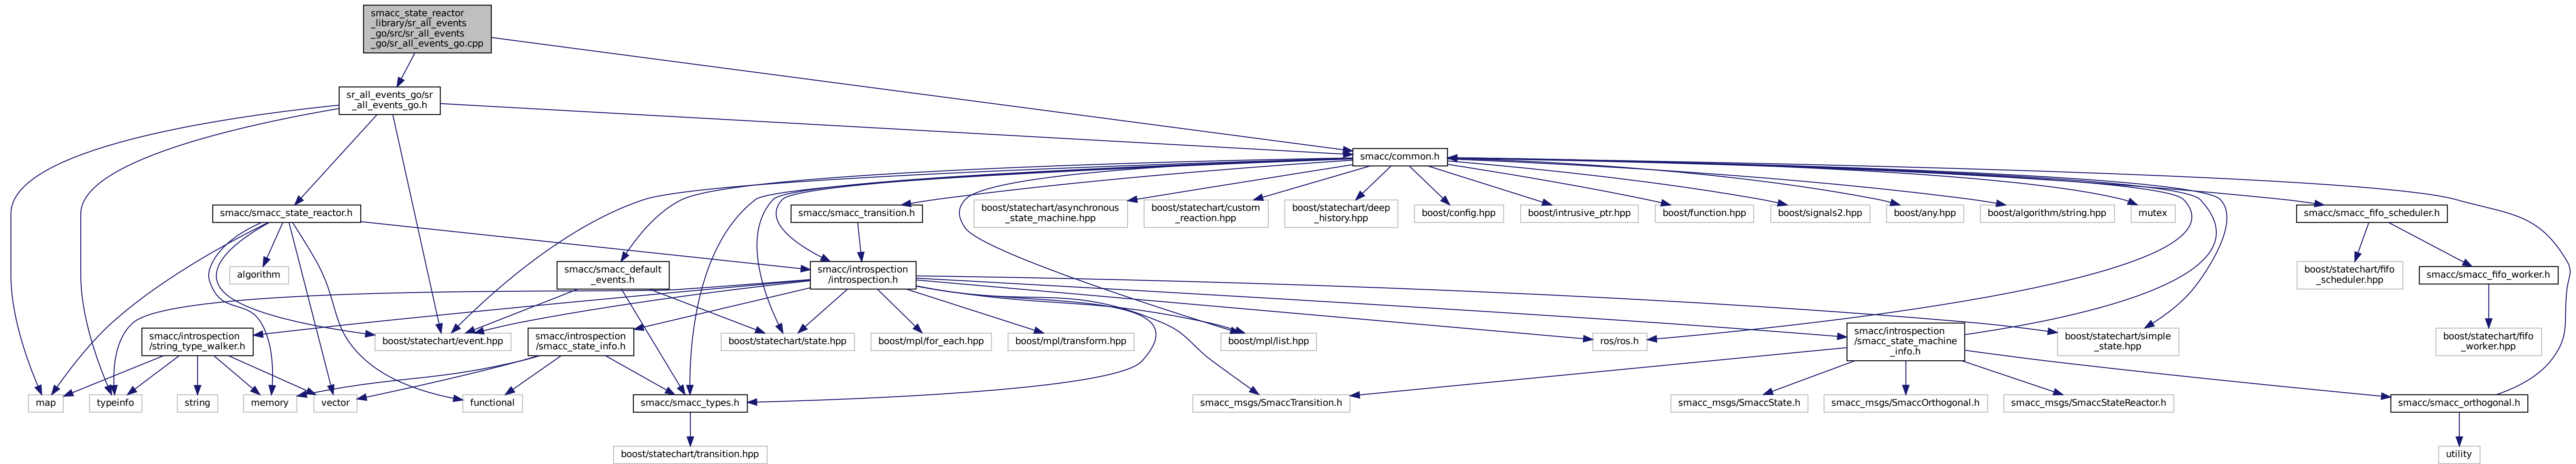 smacc_state_reactor
_library/sr_all_events
_go/src/sr_all_events
_go/sr_all_events_go.cpp
sr_all_events_go/sr
_all_events_go.h
smacc/common.h
smacc/smacc_state_reactor.h
smacc/smacc_transition.h
boost/statechart/asynchronous
_state_machine.hpp
boost/statechart/custom
_reaction.hpp
boost/statechart/deep
_history.hpp
boost/config.hpp
boost/intrusive_ptr.hpp
boost/function.hpp
boost/signals2.hpp
boost/any.hpp
boost/algorithm/string.hpp
mutex
smacc/smacc_fifo_scheduler.h
algorithm
smacc/smacc_default
_events.h
smacc/introspection
/introspection.h
boost/statechart/fifo
_scheduler.hpp
smacc/smacc_fifo_worker.h
smacc/introspection
/string_type_walker.h
boost/statechart/event.hpp
smacc/introspection
/smacc_state_info.h
boost/statechart/state.hpp
boost/mpl/for_each.hpp
boost/mpl/transform.hpp
boost/mpl/list.hpp
ros/ros.h
smacc/introspection
/smacc_state_machine
_info.h
boost/statechart/simple
_state.hpp
boost/statechart/fifo
_worker.hpp
map
typeinfo
string
memory
vector
functional
smacc/smacc_types.h
smacc_msgs/SmaccTransition.h
smacc_msgs/SmaccState.h
smacc_msgs/SmaccOrthogonal.h
smacc_msgs/SmaccStateReactor.h
smacc/smacc_orthogonal.h
boost/statechart/transition.hpp
utility